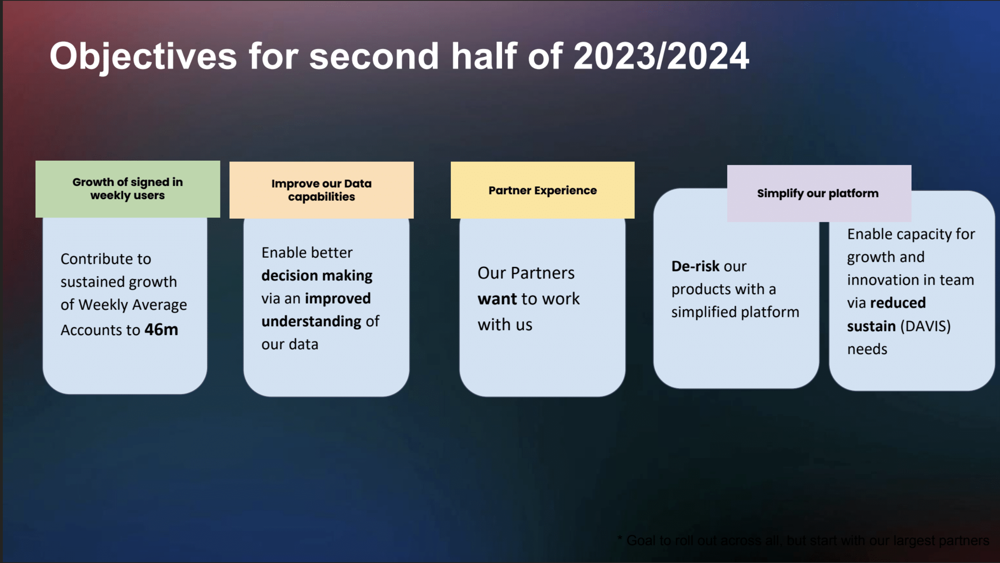 Objectives for second half of 2023/2024
Growth of signed in
weekly users
Contribute to
sustained growth
of Weekly Average
Accounts to 46m
Improve our Data
capabilities
Enable better
decision making
via an improved
understanding of
our data
Partner Experience
Our Partners
want to work
with us
Simplify our platform
De-risk our
products with a
simplified platform
Enable capacity for
growth and
innovation in team
via reduced
sustain (DAVIS)
needs
* Goal to roll out across all, but start with our largest partners